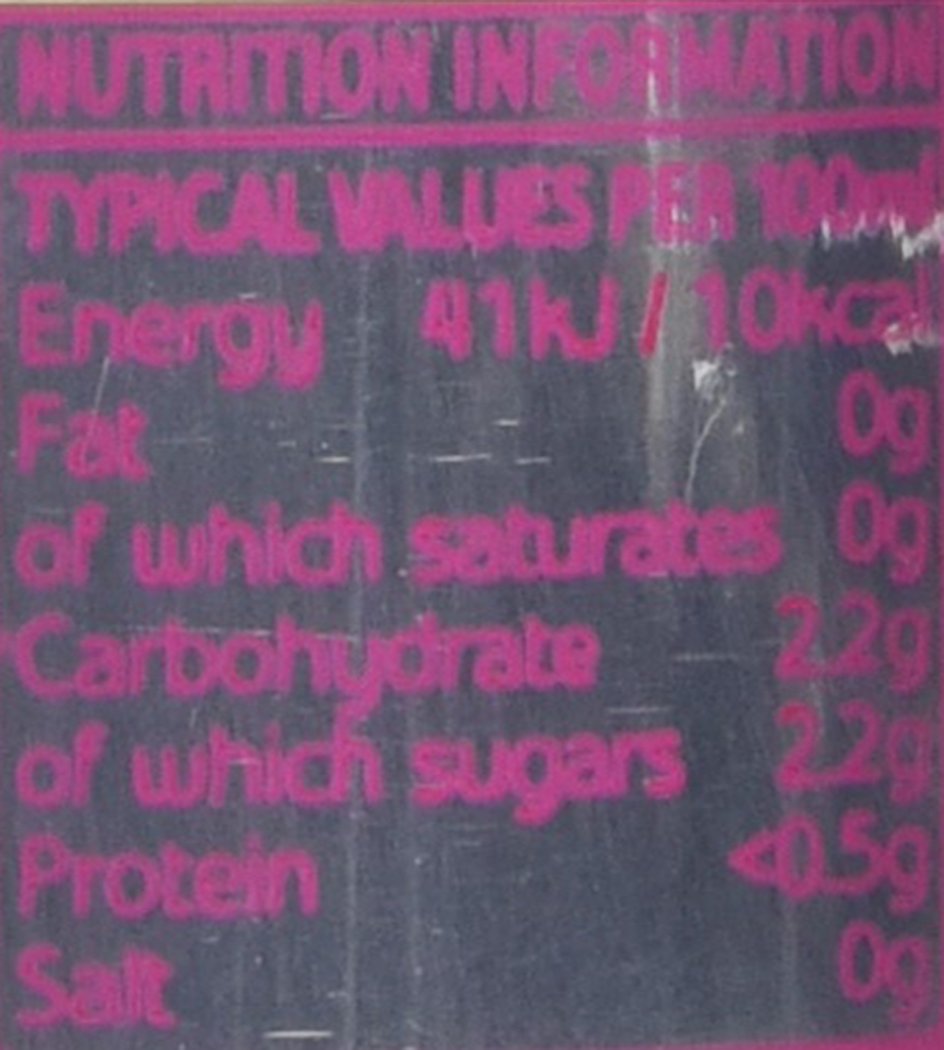 NUTRITION INFORMATION
TYPICAL VALUES PER 100ml
Energy 41kJ / 10kcal
Fat 0g
of which saturates 0g
Carbohydrate 2.2g
of which sugars 2.2g
Protein <0.5g
Salt 0g